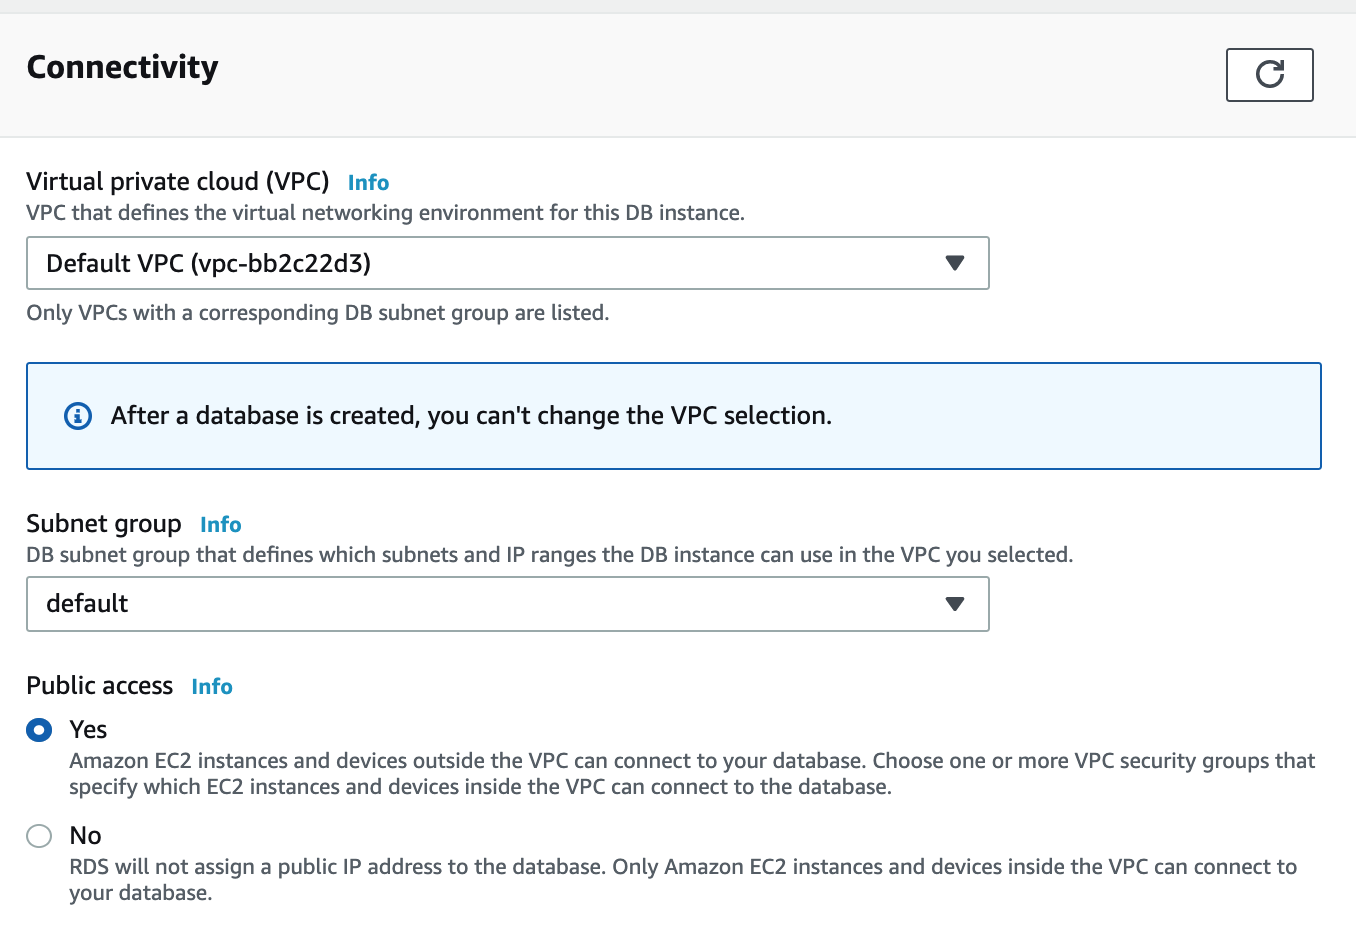 Connectivity
Virtual private cloud (VPC) Info
VPC that defines the virtual networking environment for this DB instance.
Default VPC (vpc-bb2c22d3)
Only VPCs with a corresponding DB subnet group are listed.
After a database is created, you can't change the VPC selection.
Subnet group Info
DB subnet group that defines which subnets and IP ranges the DB instance can use in the VPC you selected.
default
Public access Info
Yes
Amazon EC2 instances and devices outside the VPC can connect to your database. Choose one or more VPC security groups that
specify which EC2 instances and devices inside the VPC can connect to the database.
No
RDS will not assign a public IP address to the database. Only Amazon EC2 instances and devices inside the VPC can connect to
your database.